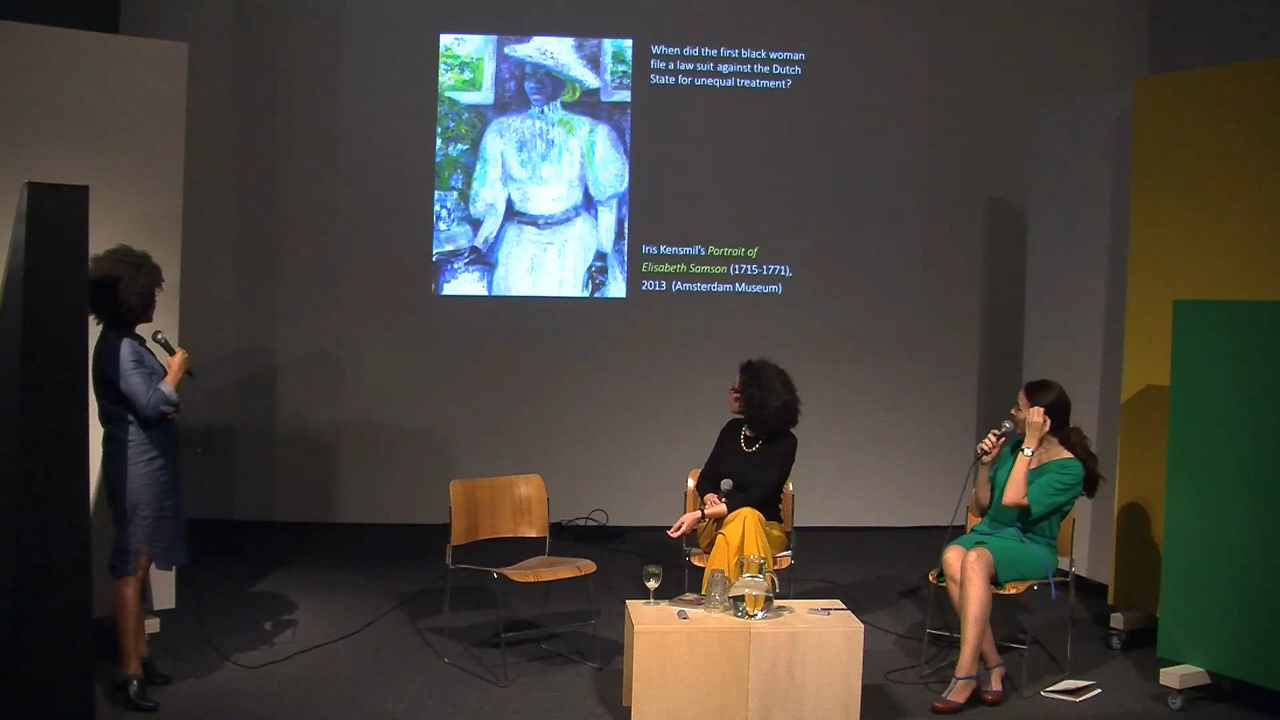 When did the first black woman
file a law suit against the Dutch
State for unequal treatment?
Iris Kensmil's Portrait of
Elisabeth Samson (1715-1771),
2013 (Amsterdam Museum)